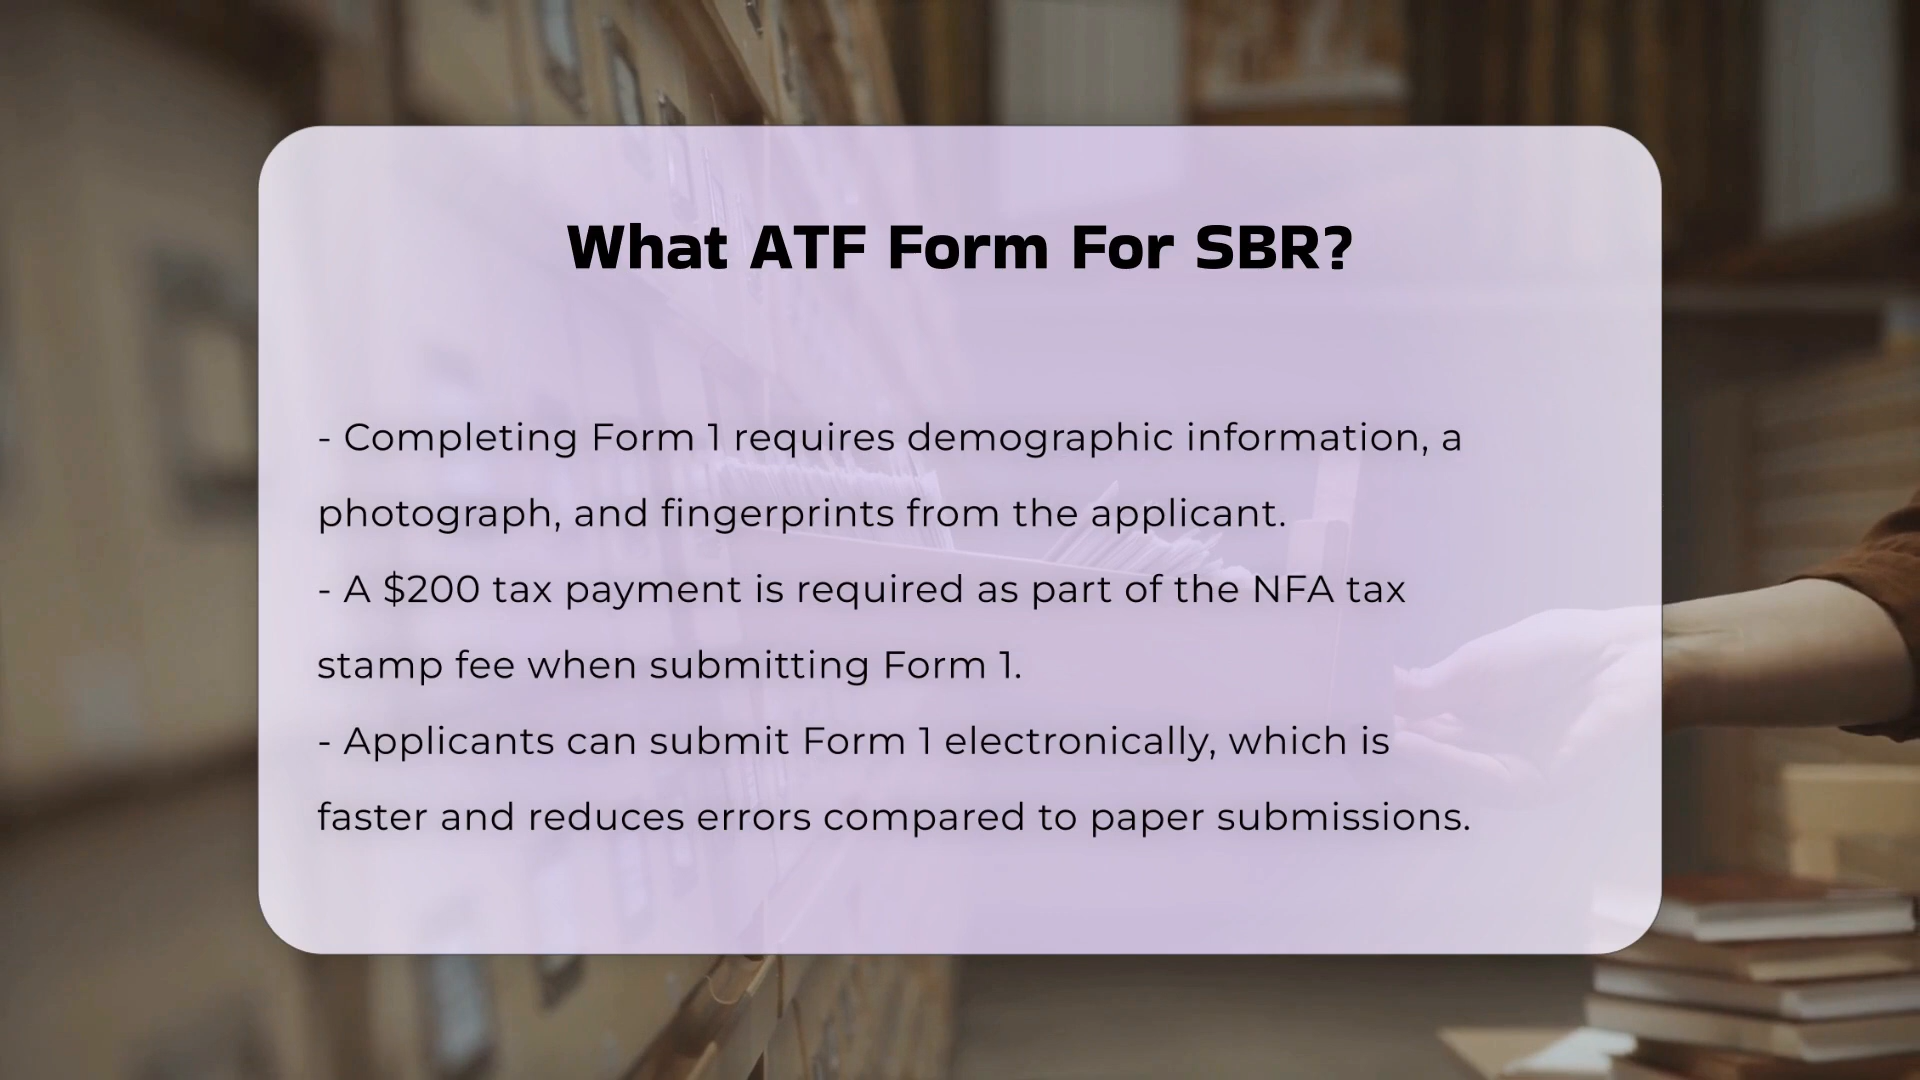 What ATF Form For SBR?
- Completing Form 1 requires demographic information, a
photograph, and fingerprints from the applicant.
- A $200 tax payment is required as part of the NFA tax
stamp fee when submitting Form 1.
- Applicants can submit Form 1 electronically, which is
faster and reduces errors compared to paper submissions.